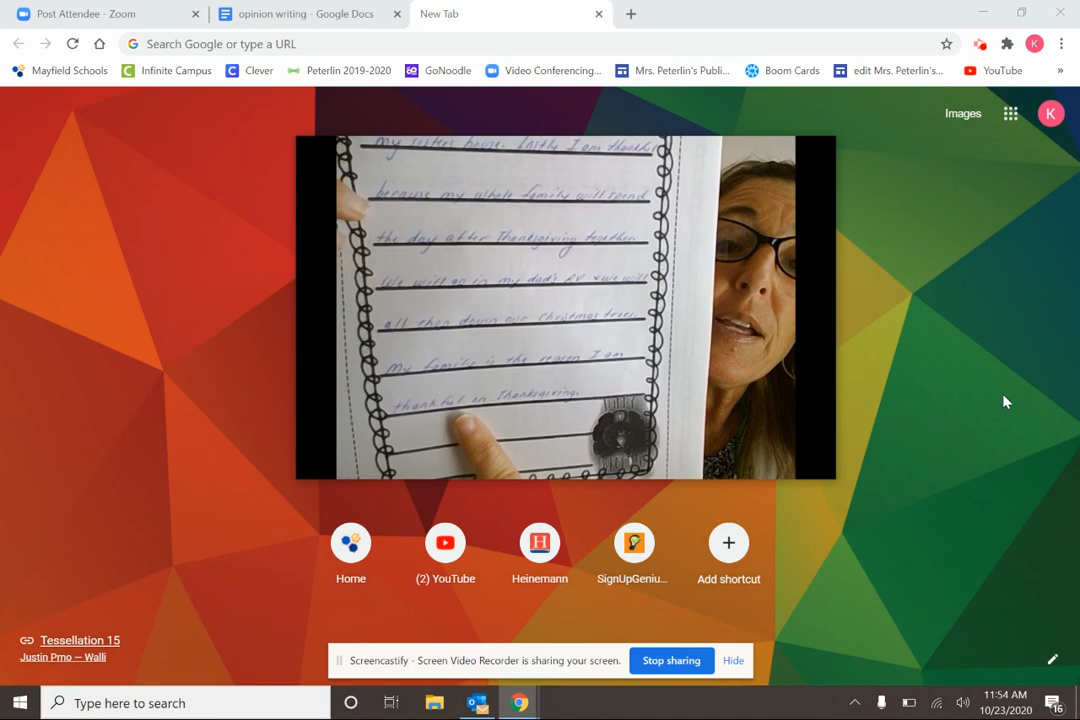 Post Attendee - Zoom
opinion writing - Google Docs
New Tab
Search Google or type a URL
K
Mayfield Schools
Infinite Campus
Clever
Peterlin 2019-2020
GoNoodle
Video Conferencing...
Mrs. Peterlin's Publi...
Boom Cards
edit Mrs. Peterlin's...
YouTube
»
Images
K
my sisters house. Lastly I am thankful
because my whole family will spend
the day after Thanksgiving together.
We will go in my dad's RV + we will
all chop down our Christmas trees.
My family is the reason I am
thankful on Thanksgiving.
Home
(2) YouTube
Heinemann
SignUpGeniu...
Add shortcut
Tessellation 15
Justin Prno — Walli
Screencastify - Screen Video Recorder is sharing your screen.
Stop sharing
Hide
Type here to search
11:54 AM
10/23/2020
16